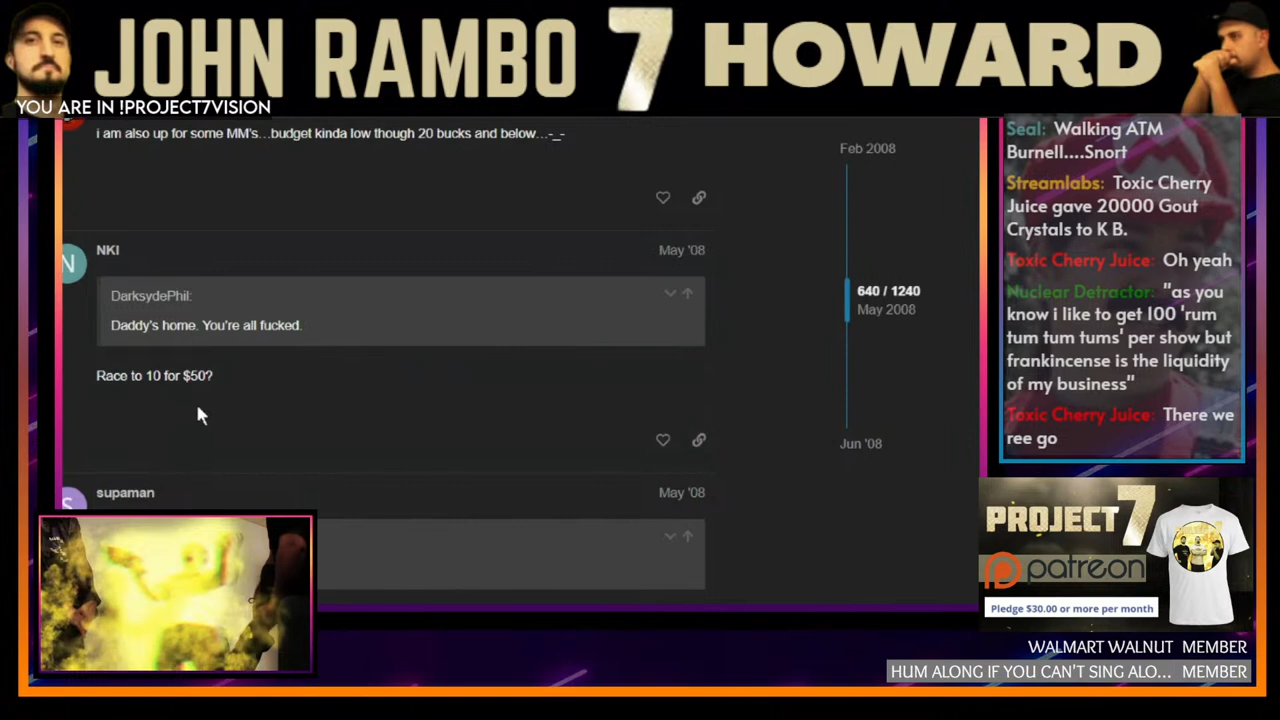 JOHN RAMBO 7 HOWARD
YOU ARE IN !PROJECT7VISION
i am also up for some MM's...budget kinda low though 20 bucks and below...-_-
NKI
May '08
N
DarksydePhil:
Daddy's home. You're all fucked.
Race to 10 for $50?
supaman
May '08
S
Feb 2008
640 / 1240
May 2008
Jun '08
Seal: Walking ATM
Burnell....Snort
Streamlabs: Toxic Cherry
Juice gave 20000 Gout
Crystals to K B.
Toxic Cherry Juice: Oh yeah
Nuclear Detractor: "as you
know i like to get 100 'rum
tum tum tums' per show but
frankincense is the liquidity
of my business"
Toxic Cherry Juice: There we
ree go
PROJECT 7
patreon
Pledge $30.00 or more per month
WALMART WALNUT MEMBER
HUM ALONG IF YOU CAN'T SING ALO... MEMBER